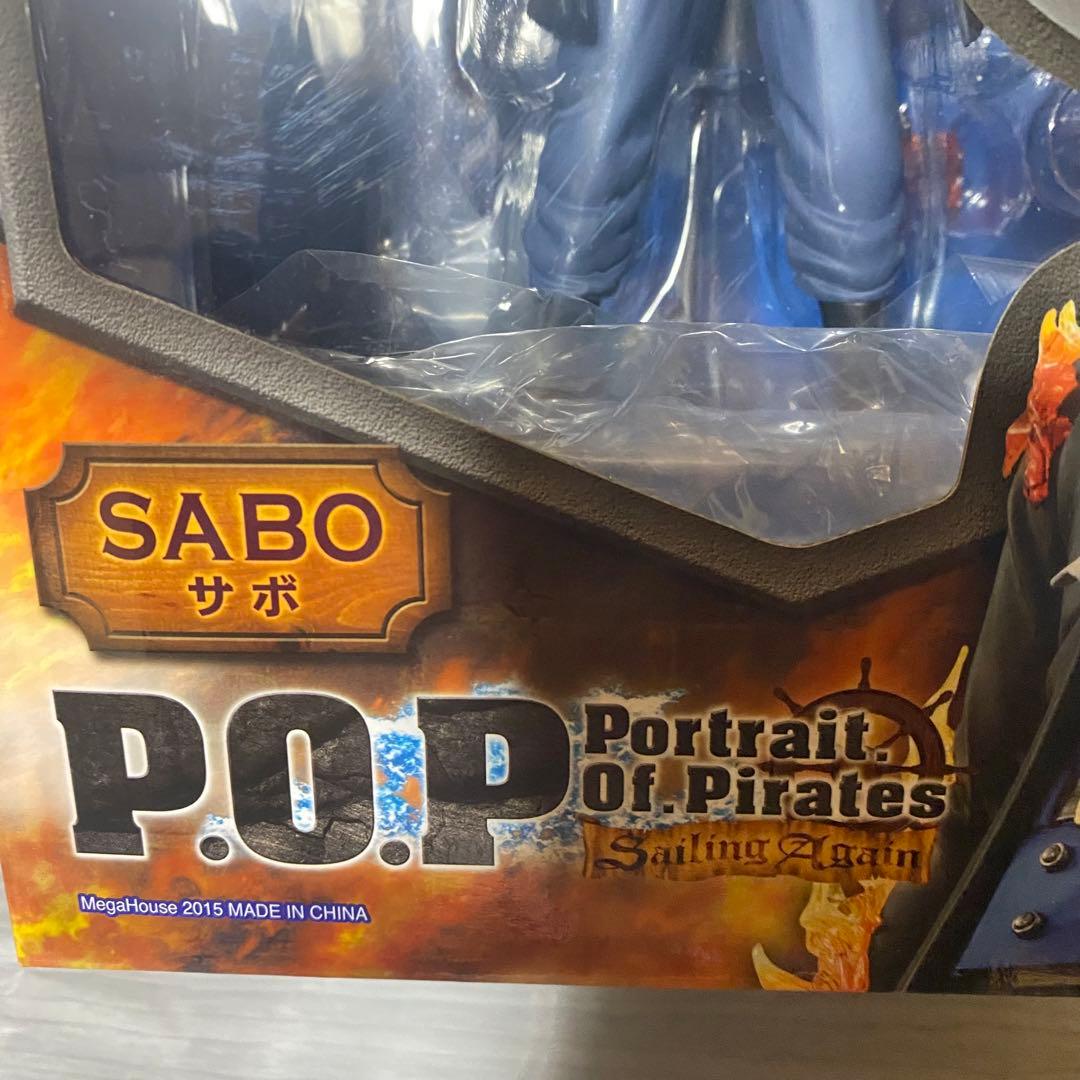 SABO
サボ
P.O.P
Portrait.
Of.Pirates
Sailing Again
MegaHouse 2015 MADE IN CHINA